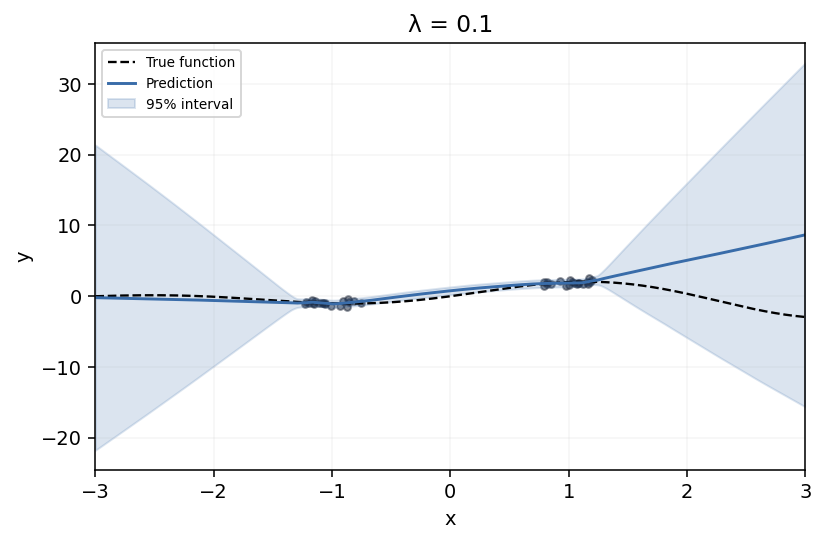 λ = 0.1
True function
Prediction
95% interval
30
20
10
0
−10
−20
y
−3 −2 −1 0 1 2 3
x